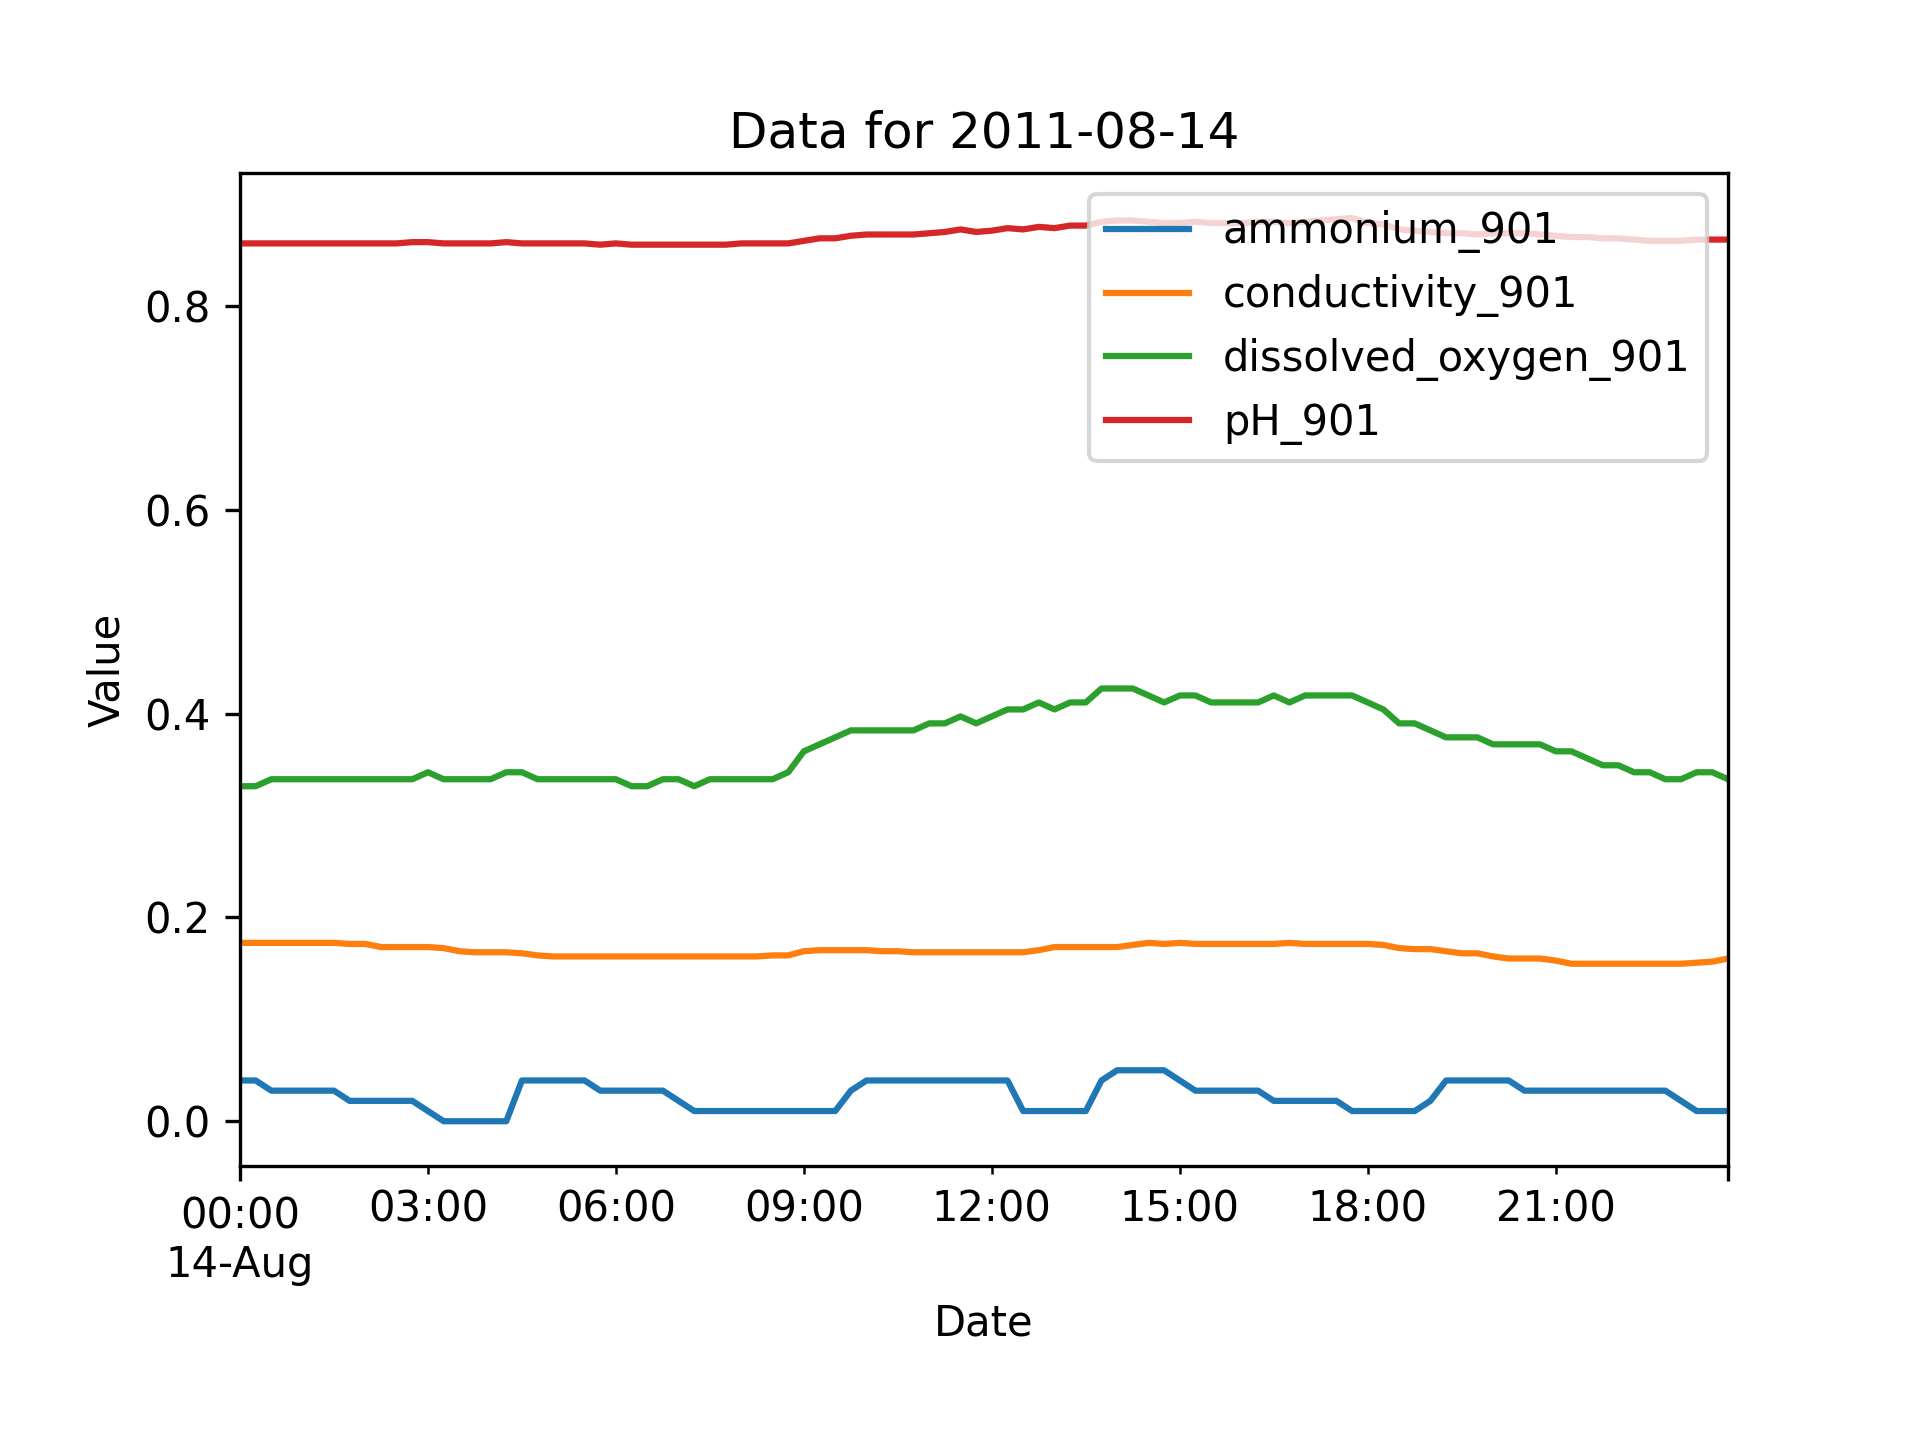 Data for 2011-08-14
ammonium_901
conductivity_901
dissolved_oxygen_901
pH_901
Value
0.8
0.6
0.4
0.2
0.0
00:00 03:00 06:00 09:00 12:00 15:00 18:00 21:00
14-Aug
Date